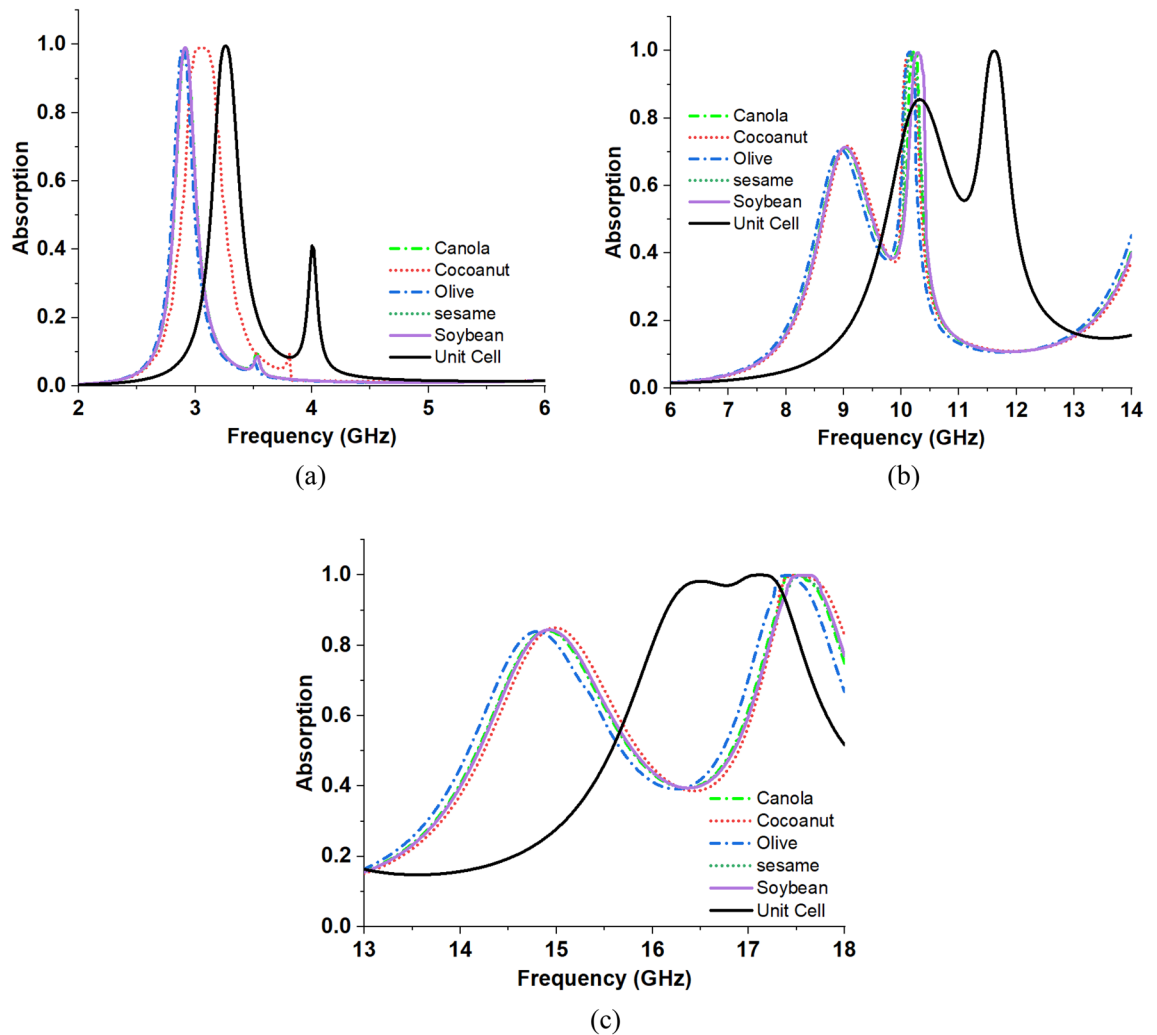 1.0
0.8
0.6
0.4
0.2
0.0
Absorption
Canola
Cocoanut
Olive
sesame
Soybean
Unit Cell
2 3 4 5 6
Frequency (GHz)
(a)
1.0
0.8
0.6
0.4
0.2
0.0
Absorption
Canola
Cocoanut
Olive
sesame
Soybean
Unit Cell
6 7 8 9 10 11 12 13 14
Frequency (GHz)
(b)
1.0
0.8
0.6
0.4
0.2
0.0
Absorption
Canola
Cocoanut
Olive
sesame
Soybean
Unit Cell
13 14 15 16 17 18
Frequency (GHz)
(c)